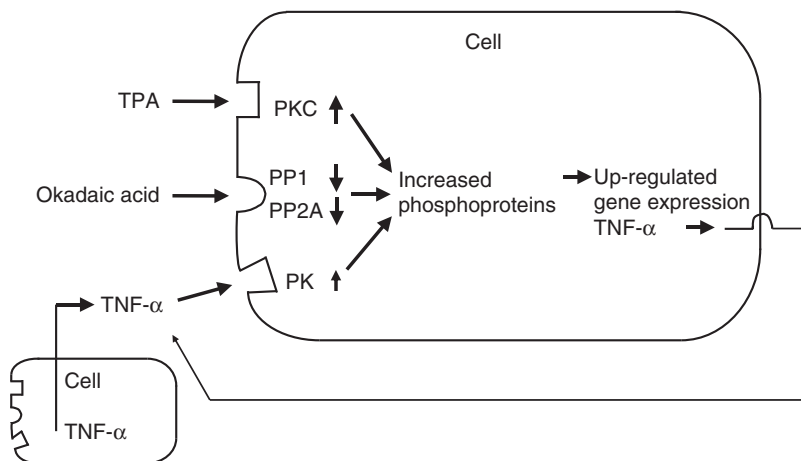 Cell
TPA
PKC
Okadaic acid
PP1
PP2A
Increased
phosphoproteins
Up-regulated
gene expression
TNF-α
PK
TNF-α
Cell
TNF-α